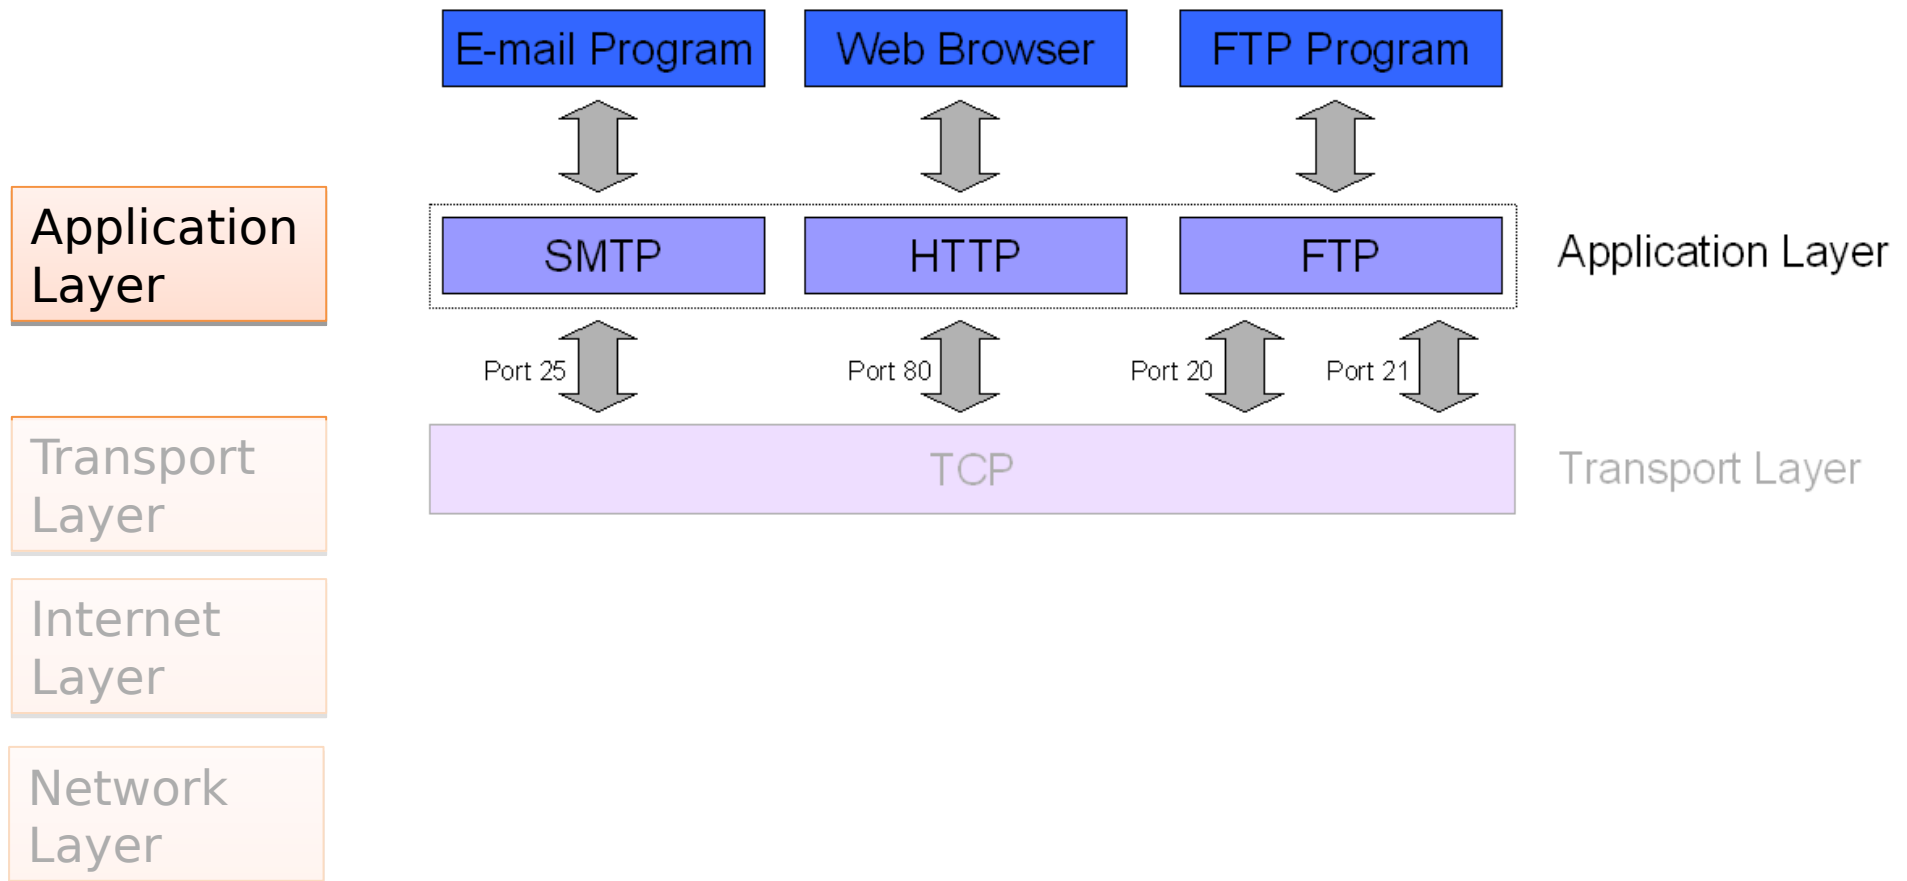 E-mail Program
Web Browser
FTP Program
Application
Layer
SMTP
HTTP
FTP
Application Layer
Port 25
Port 80
Port 20
Port 21
Transport
Layer
TCP
Transport Layer
Internet
Layer
Network
Layer